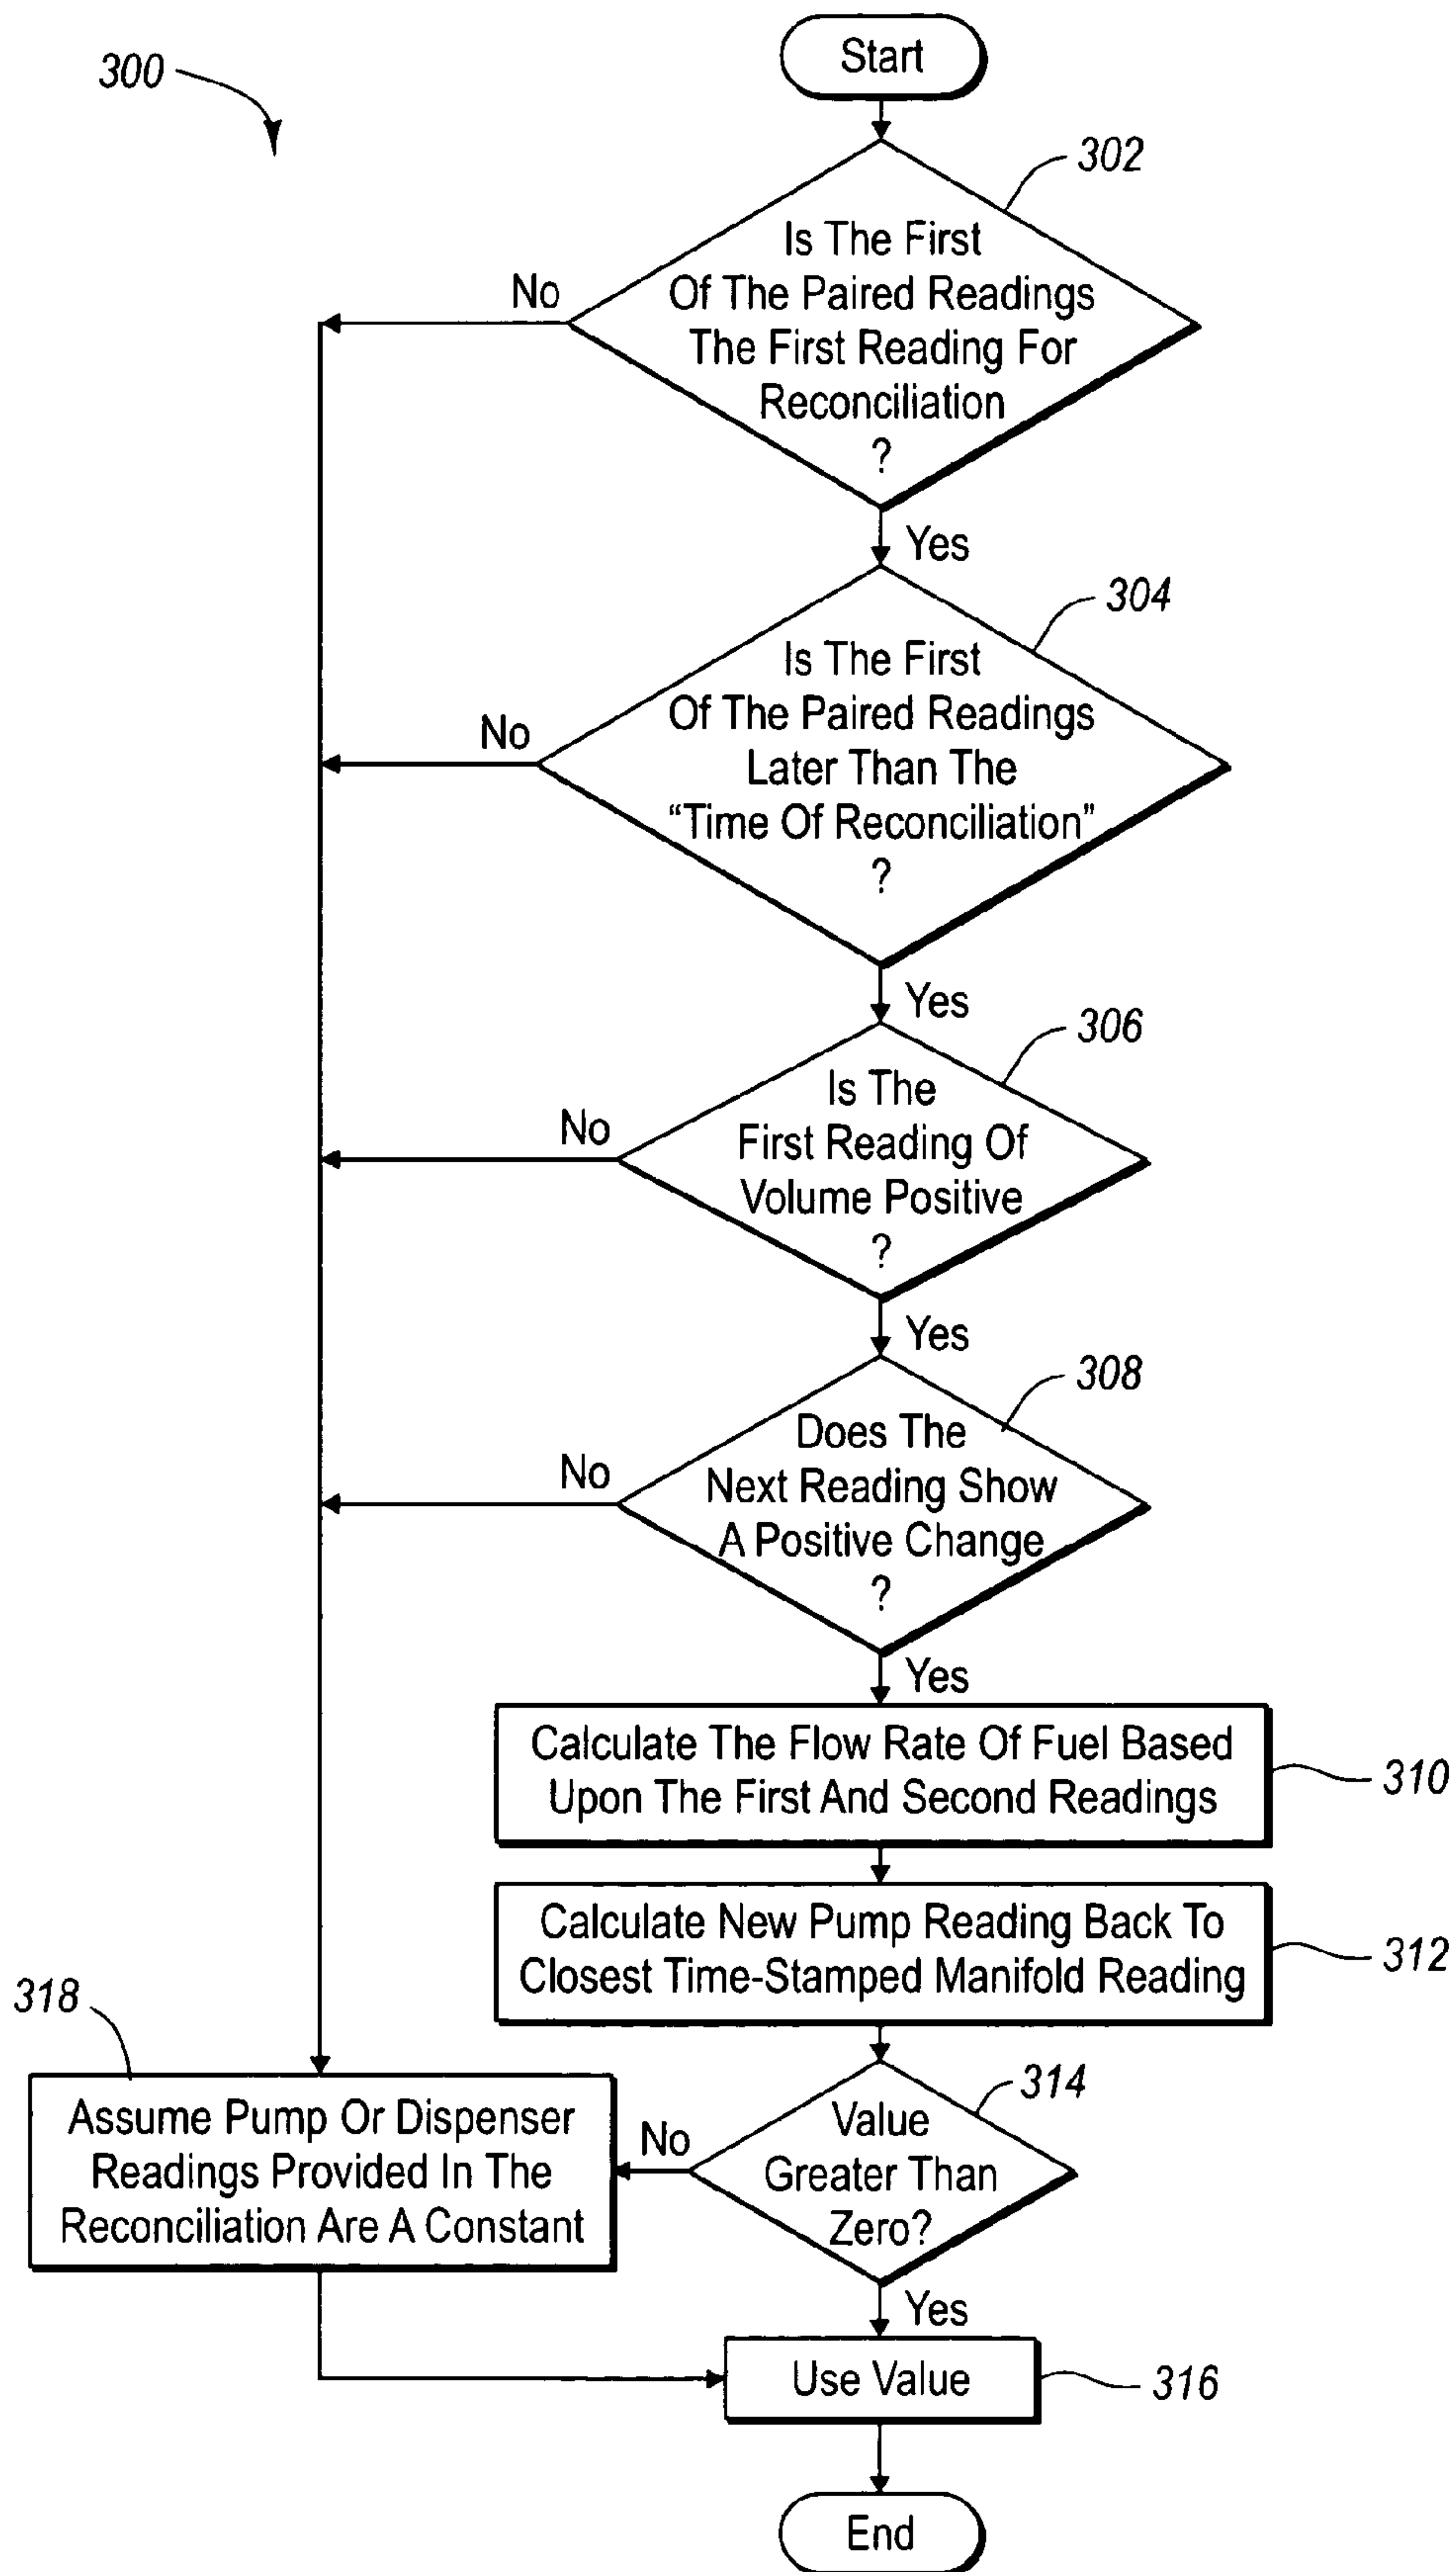 Start
300
302
Is The First
Of The Paired Readings
The First Reading For
Reconciliation
?
No
Yes
304
Is The First
Of The Paired Readings
Later Than The
“Time Of Reconciliation”
?
No
Yes
306
Is The
First Reading Of
Volume Positive
?
No
Yes
308
Does The
Next Reading Show
A Positive Change
?
No
Yes
Calculate The Flow Rate Of Fuel Based
Upon The First And Second Readings
310
Calculate New Pump Reading Back To
Closest Time-Stamped Manifold Reading
312
318
Assume Pump Or Dispenser
Readings Provided In The
Reconciliation Are A Constant
314
Value
Greater Than
Zero?
No
Yes
Use Value
316
End